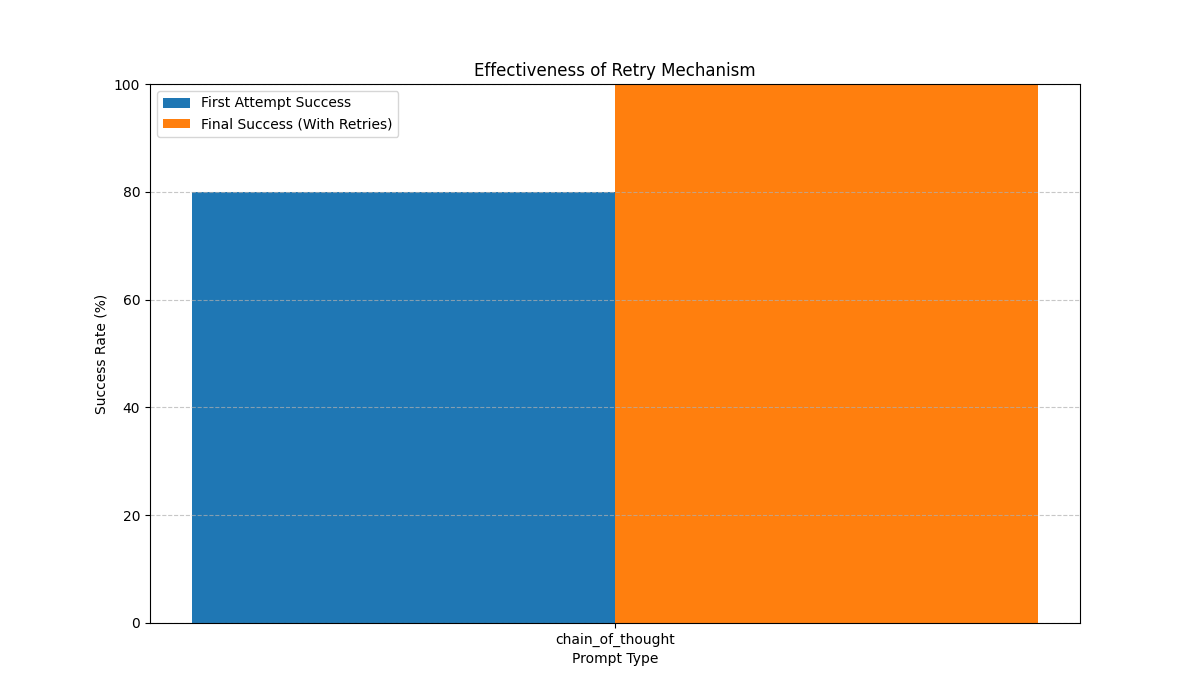 Effectiveness of Retry Mechanism
First Attempt Success
Final Success (With Retries)
Success Rate (%)
100
80
60
40
20
0
chain_of_thought
Prompt Type